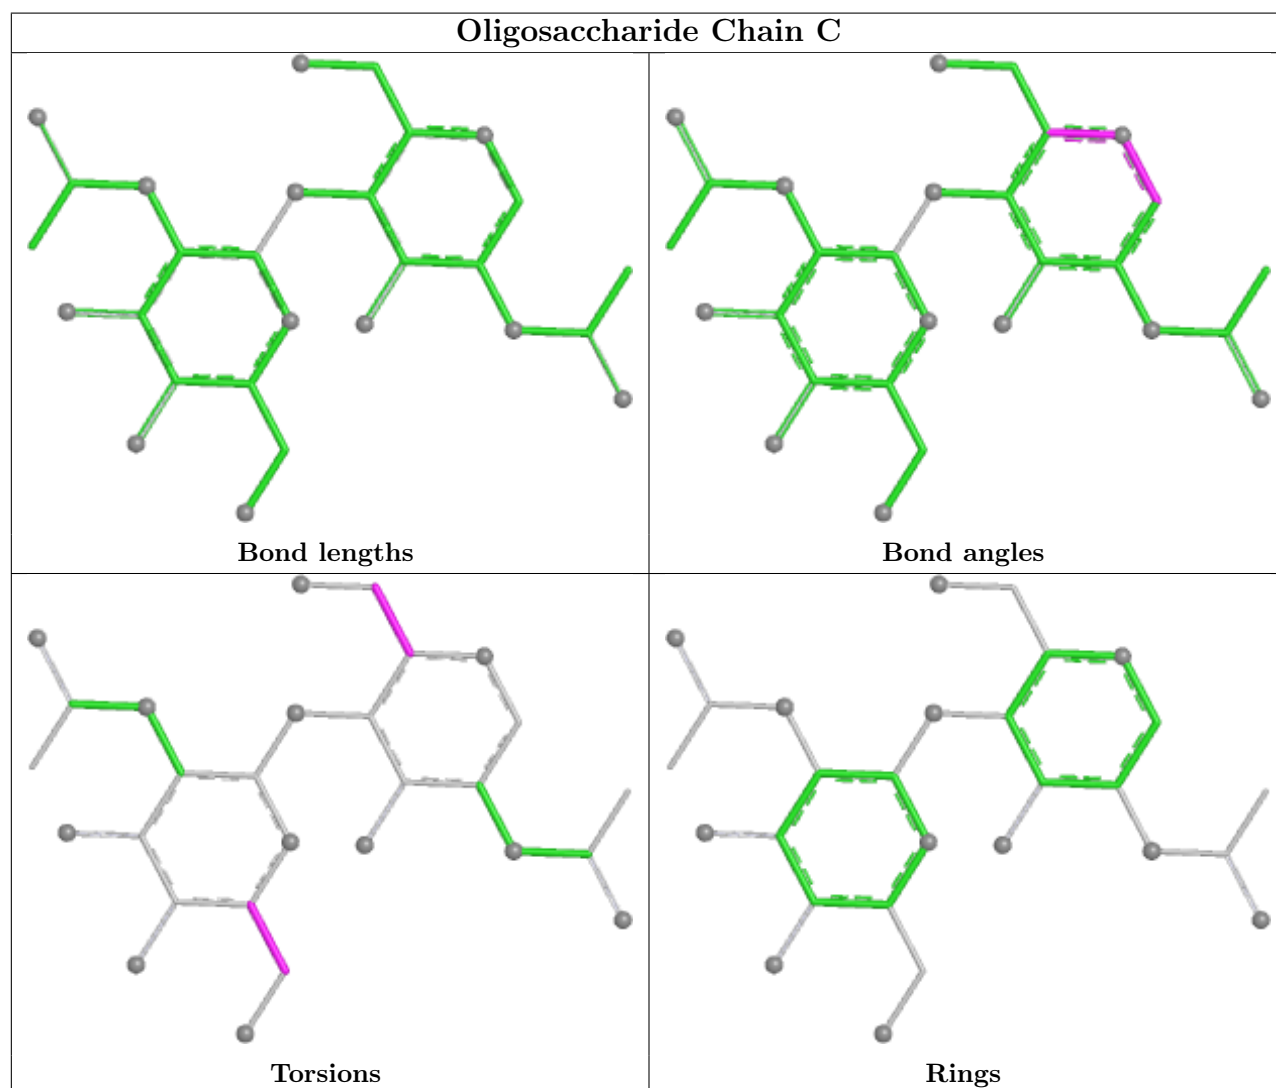 Oligosaccharide Chain C
Bond lengths
Bond angles
Torsions
Rings